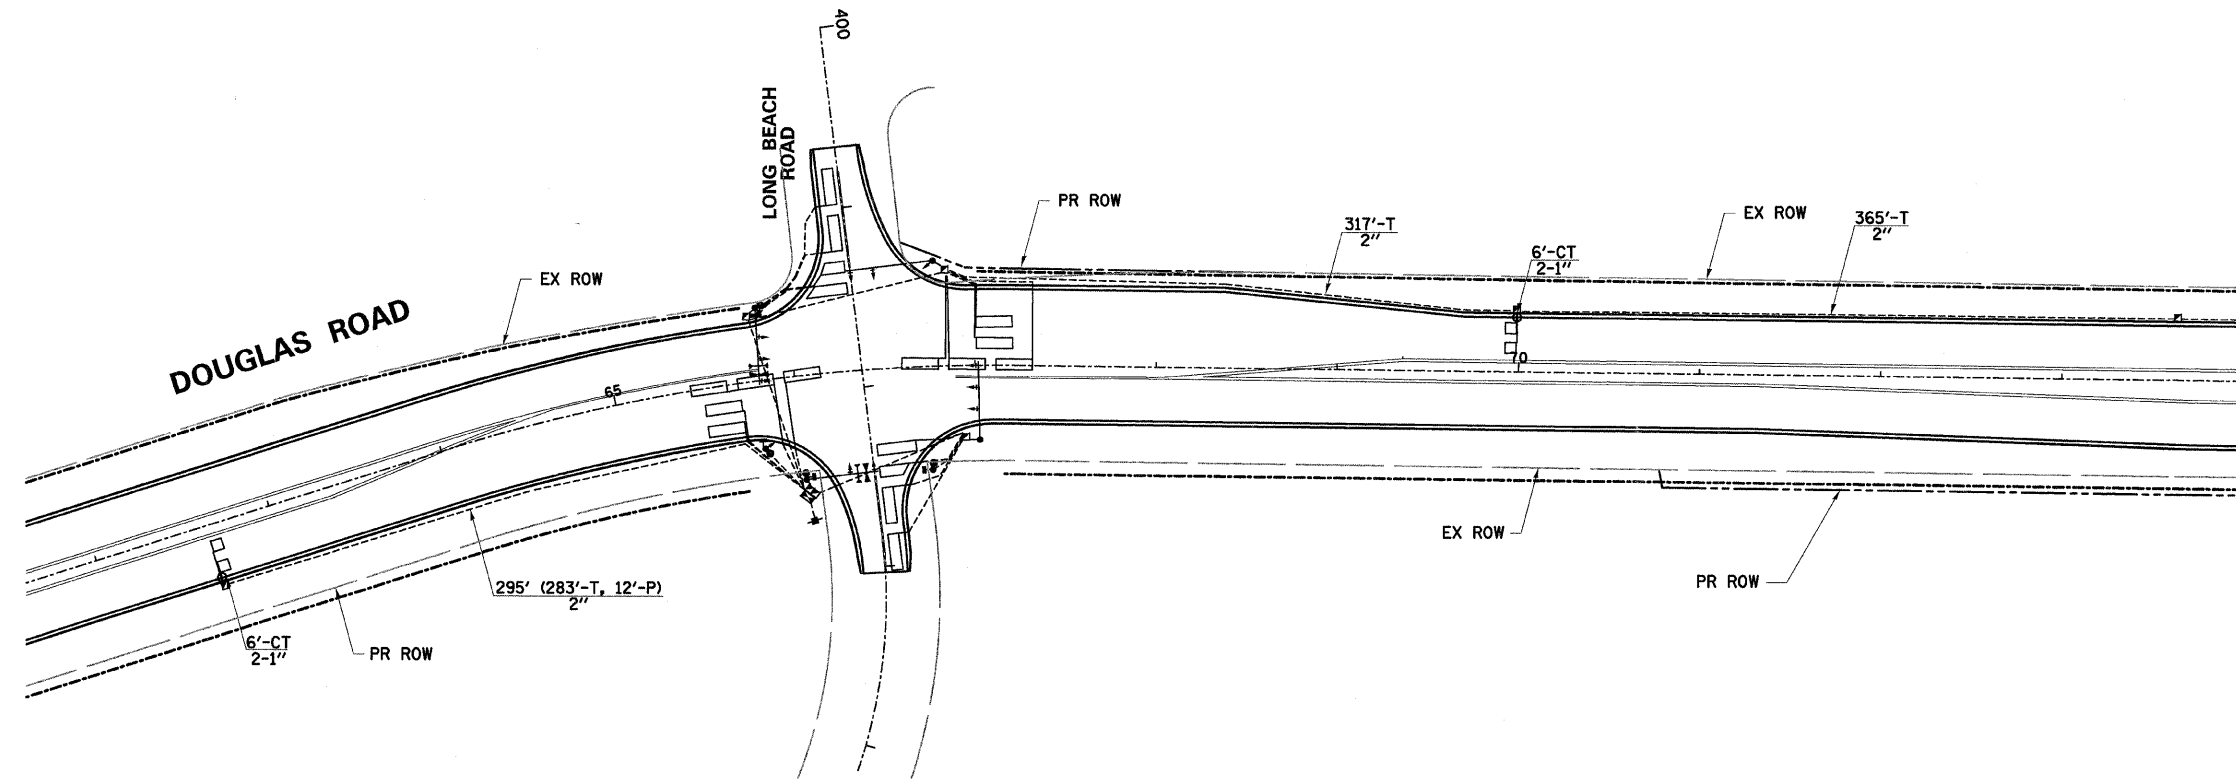 400
LONG BEACH
ROAD
PR ROW
EX ROW
317'-T
2"
365'-T
2"
6'-CT
2-1"
EX ROW
DOUGLAS ROAD
65
70
EX ROW
PR ROW
295' (283'-T, 12'-P)
2"
6'-CT
2-1"
PR ROW